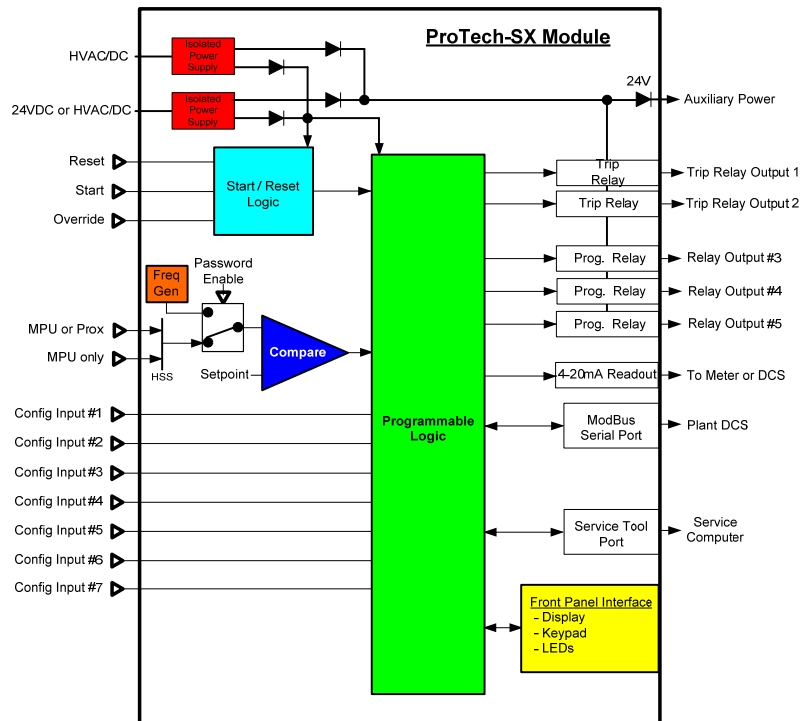 ProTech-SX Module
HVAC/DC
Isolated
Power
Supply
24VDC or HVAC/DC
Isolated
Power
Supply
24V
Auxiliary Power
Reset
Start
Override
Start / Reset
Logic
Trip
Relay
Trip Relay Output 1
Trip Relay
Trip Relay Output 2
Prog. Relay
Relay Output #3
Prog. Relay
Relay Output #4
Prog. Relay
Relay Output #5
Password
Enable
Freq
Gen
MPU or Prox
MPU only
HSS
Compare
Setpoint
4-20mA Readout
To Meter or DCS
Programmable
Logic
ModBus
Serial Port
Plant DCS
Config Input #1
Config Input #2
Config Input #3
Config Input #4
Config Input #5
Config Input #6
Config Input #7
Service Tool
Port
Service
Computer
Front Panel Interface
- Display
- Keypad
- LEDs